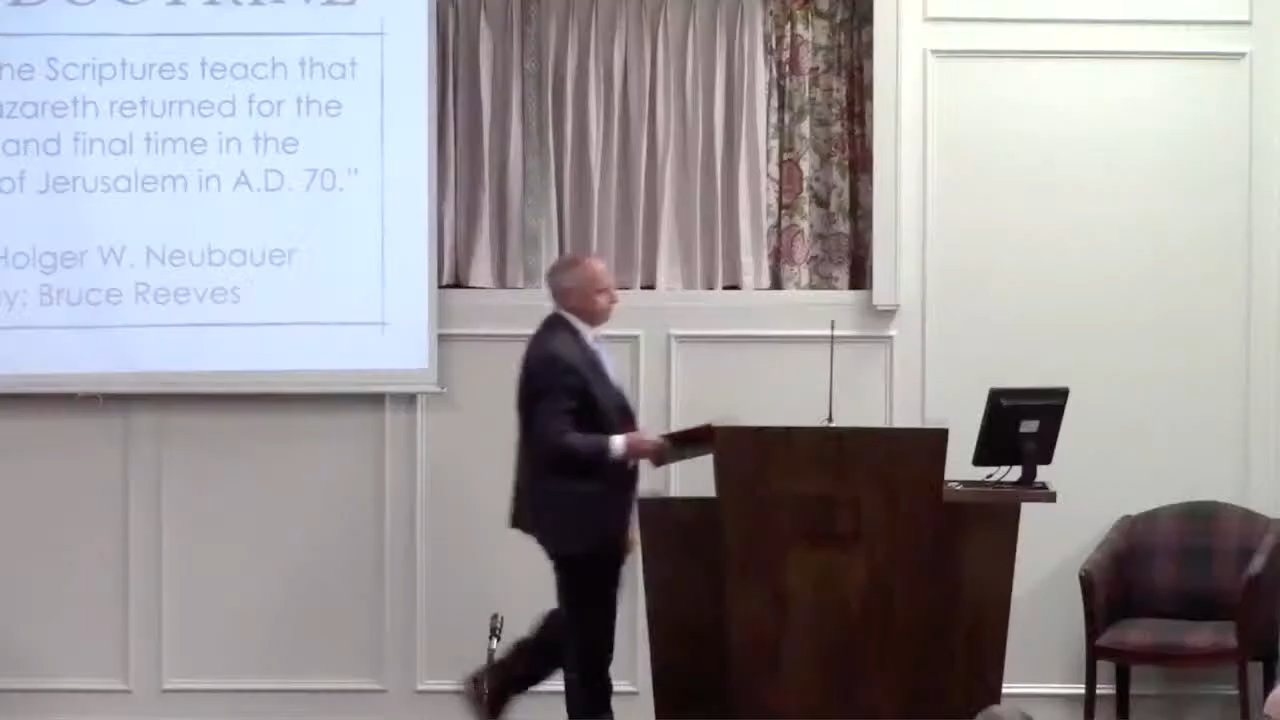 DOCTRINE
ne Scriptures teach that
azareth returned for the
and final time in the
of Jerusalem in A.D. 70."
Holger W. Neubauer
y: Bruce Reeves